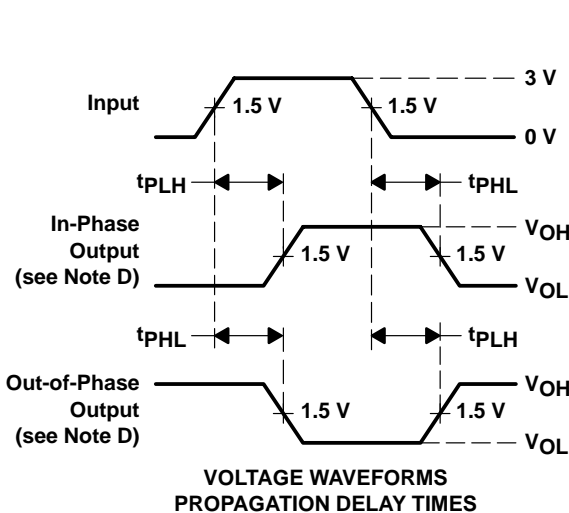 3 V
Input
1.5 V
1.5 V
0 V
tPLH
tPHL
In-Phase
Output
(see Note D)
VOH
1.5 V
1.5 V
VOL
tPHL
tPLH
Out-of-Phase
Output
(see Note D)
VOH
1.5 V
1.5 V
VOL
VOLTAGE WAVEFORMS
PROPAGATION DELAY TIMES